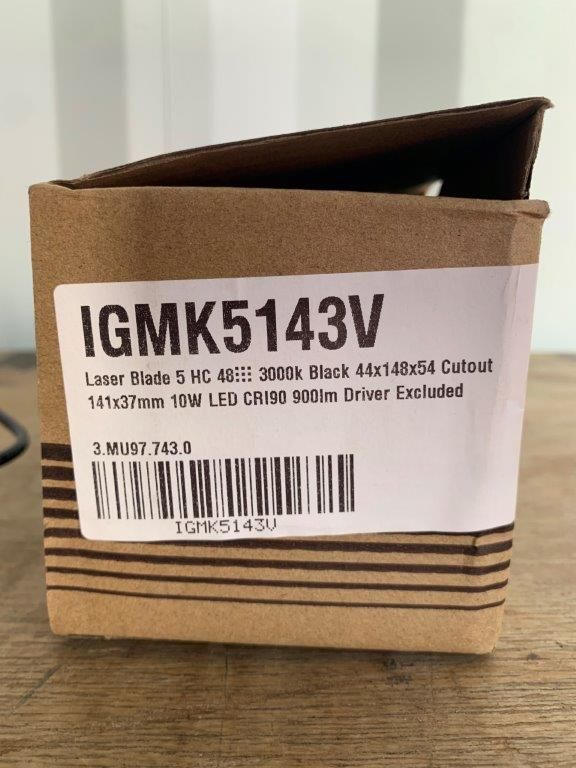 IGMK5143V
Laser Blade 5 HC 48⁝⁝⁝ 3000k Black 44x148x54 Cutout
141x37mm 10W LED CRI90 900lm Driver Excluded
3.MU97.743.0
IGMK5143V